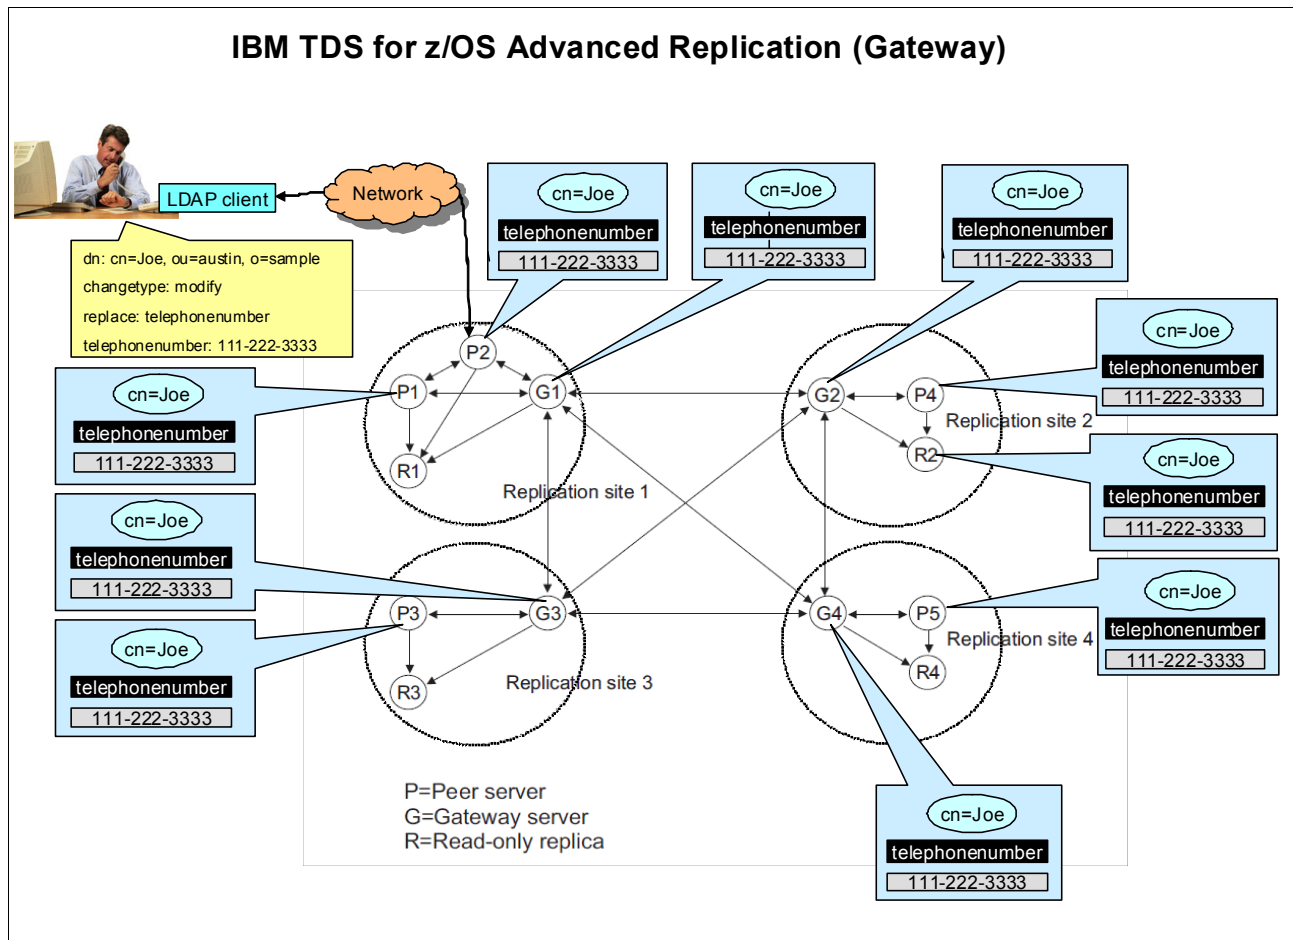 IBM TDS for z/OS Advanced Replication (Gateway)
LDAP client
Network
dn: cn=Joe, ou=austin, o=sample
changetype: modify
replace: telephonenumber
telephonenumber: 111-222-3333
cn=Joe
telephonenumber
111-222-3333
cn=Joe
telephonenumber
111-222-3333
cn=Joe
telephonenumber
111-222-3333
cn=Joe
telephonenumber
111-222-3333
cn=Joe
telephonenumber
111-222-3333
P2
P1
G1
R1
Replication site 1
G2
P4
Replication site 2
R2
cn=Joe
telephonenumber
111-222-3333
cn=Joe
telephonenumber
111-222-3333
cn=Joe
telephonenumber
111-222-3333
cn=Joe
telephonenumber
111-222-3333
P3
G3
R3
Replication site 3
G4
P5
Replication site 4
R4
P=Peer server
G=Gateway server
R=Read-only replica
cn=Joe
telephonenumber
111-222-3333